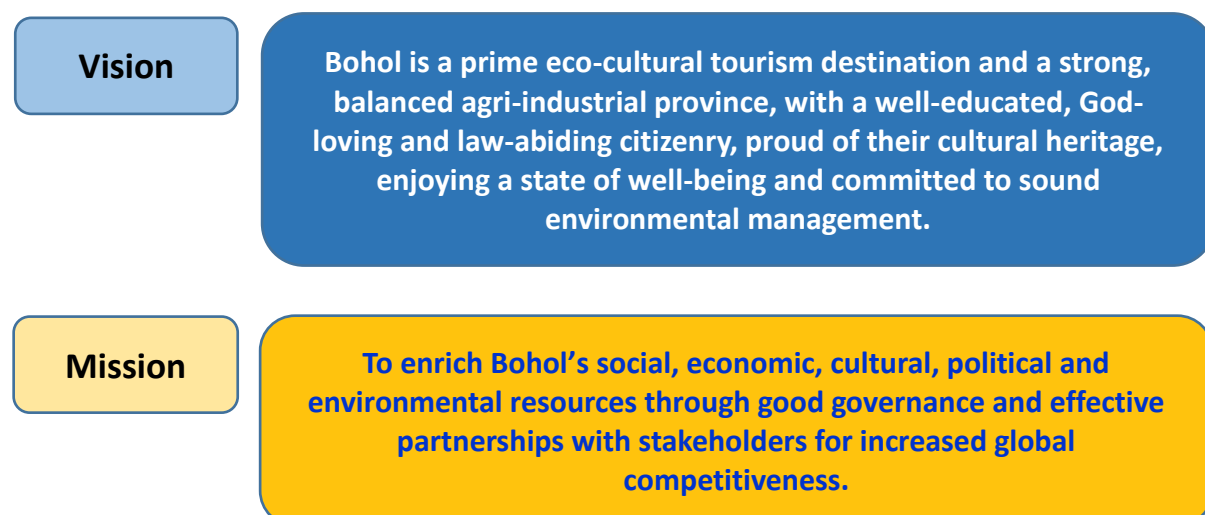 Vision
Bohol is a prime eco-cultural tourism destination and a strong,
balanced agri-industrial province, with a well-educated, God-
loving and law-abiding citizenry, proud of their cultural heritage,
enjoying a state of well-being and committed to sound
environmental management.
Mission
To enrich Bohol’s social, economic, cultural, political and
environmental resources through good governance and effective
partnerships with stakeholders for increased global
competitiveness.